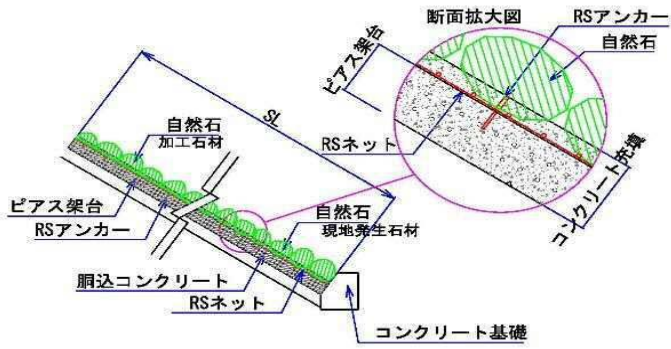 断面拡大図
RSアンカー
自然石
ピアス架台
RSネット
コンクリート充填
SL
自然石
加工石材
ピアス架台
RSアンカー
自然石
現地発生石材
胴込コンクリート
RSネット
コンクリート基礎